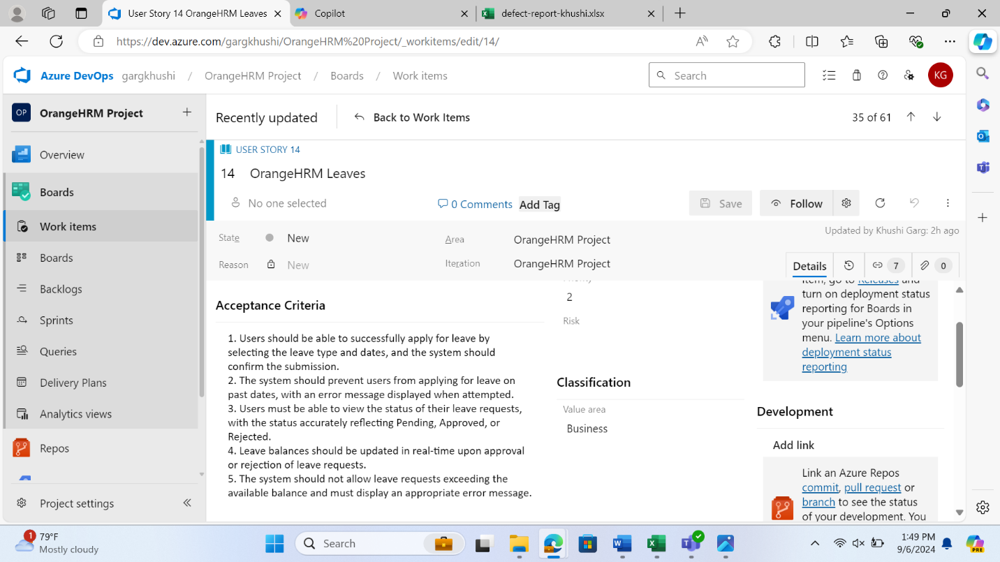 User Story 14 OrangeHRM Leaves
Copilot
defect-report-khushi.xlsx
https://dev.azure.com/gargkhushi/OrangeHRM%20Project/_workitems/edit/14/
Azure DevOps gargkhushi / OrangeHRM Project / Boards / Work items
Search
KG
OP OrangeHRM Project
Overview
Boards
Work items
Boards
Backlogs
Sprints
Queries
Delivery Plans
Analytics views
Repos
Project settings
Recently updated
Back to Work Items
35 of 61
USER STORY 14
14 OrangeHRM Leaves
No one selected
0 Comments
Add Tag
Save
Follow
State New
Area OrangeHRM Project
Updated by Khushi Garg: 2h ago
Reason New
Iteration OrangeHRM Project
Details
7
0
Acceptance Criteria
1. Users should be able to successfully apply for leave by
selecting the leave type and dates, and the system should
confirm the submission.
2. The system should prevent users from applying for leave on
past dates, with an error message displayed when attempted.
3. Users must be able to view the status of their leave requests,
with the status accurately reflecting Pending, Approved, or
Rejected.
4. Leave balances should be updated in real-time upon approval
or rejection of leave requests.
5. The system should not allow leave requests exceeding the
available balance and must display an appropriate error message.
Priority
2
Risk
Classification
Value area
Business
item, go to Releases and
turn on deployment status
reporting for Boards in
your pipeline's Options
menu. Learn more about
deployment status
reporting
Development
Add link
Link an Azure Repos
commit, pull request or
branch to see the status
of your development. You
1
79°F
Mostly cloudy
Search
1:49 PM
9/6/2024
PRE